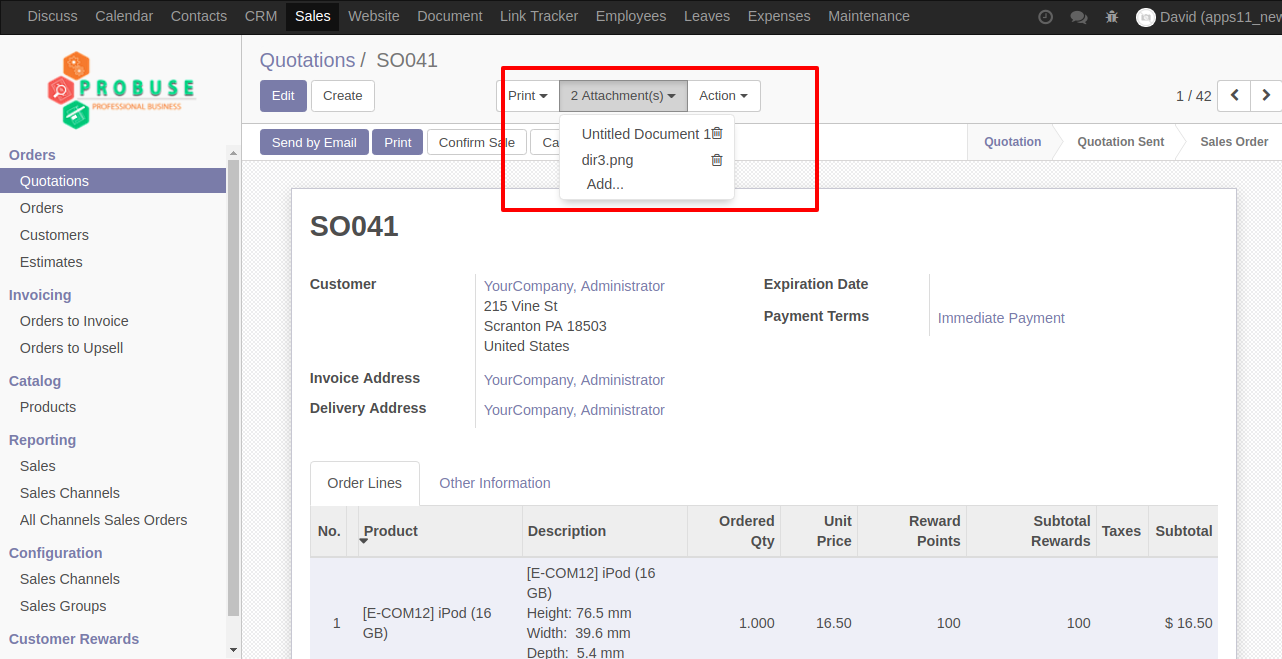 Discuss Calendar Contacts CRM Sales Website Document Link Tracker Employees Leaves Expenses Maintenance David (apps11_new
PROBUSE
PROFESSIONAL BUSINESS
Orders
Quotations
Orders
Customers
Estimates
Invoicing
Orders to Invoice
Orders to Upsell
Catalog
Products
Reporting
Sales
Sales Channels
All Channels Sales Orders
Configuration
Sales Channels
Sales Groups
Customer Rewards
Quotations / SO041
Edit Create Print 2 Attachment(s) Action 1 / 42
Send by Email Print Confirm Sale Ca Quotation Quotation Sent Sales Order
Untitled Document 1
dir3.png
Add...
SO041
Customer YourCompany, Administrator
215 Vine St
Scranton PA 18503
United States
Expiration Date
Payment Terms Immediate Payment
Invoice Address YourCompany, Administrator
Delivery Address YourCompany, Administrator
Order Lines Other Information
No. Product Description Ordered Qty Unit Price Reward Points Subtotal Rewards Taxes Subtotal
1 [E-COM12] iPod (16 GB)
[E-COM12] iPod (16
GB)
Height: 76.5 mm
Width: 39.6 mm
Depth: 5.4 mm
1.000 16.50 100 100 $ 16.50